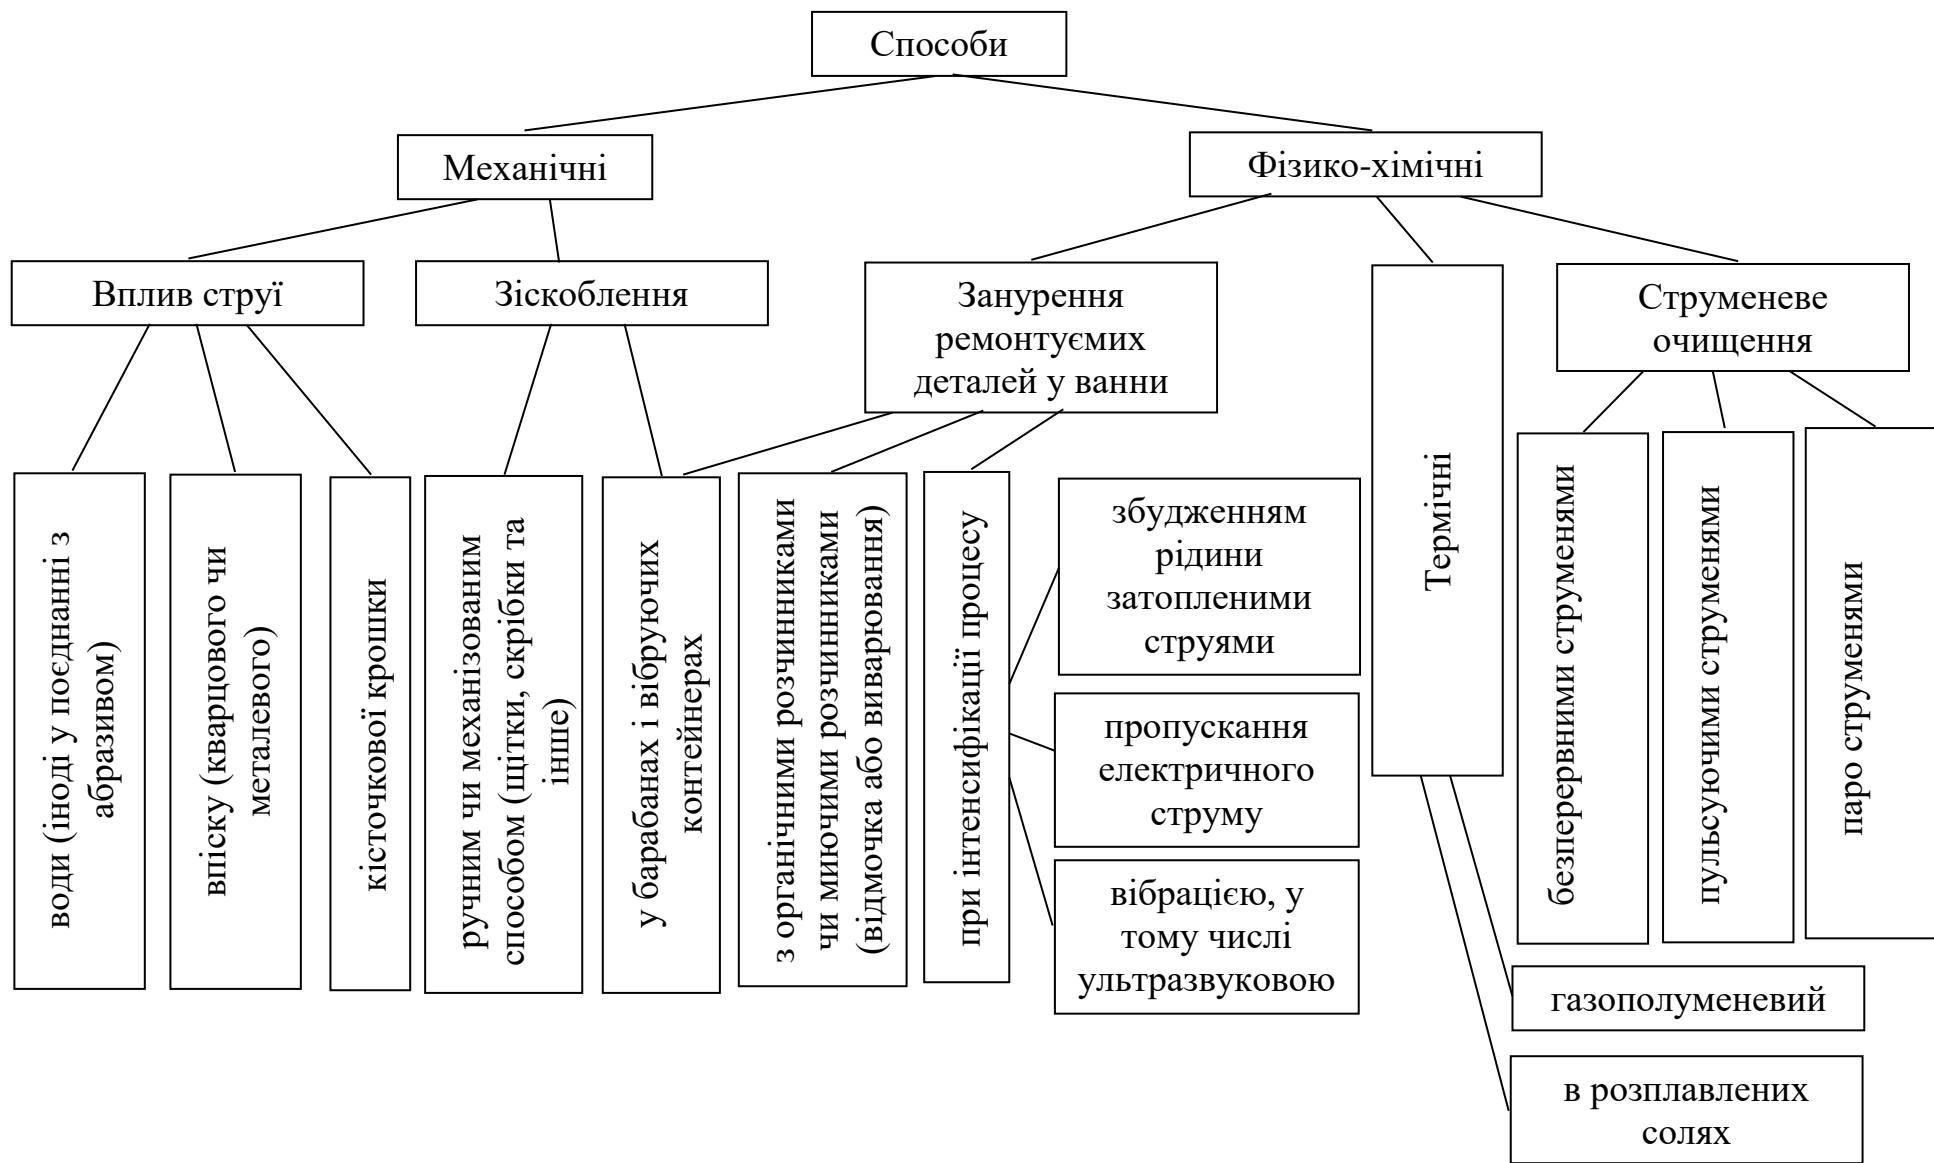 Способи
Механічні
Фізико-хімічні
Вплив струї
Зіскоблення
Занурення
ремонтуємих
деталей у ванни
Термічні
Струменеве
очищення
води (іноді у поєднанні з
абразивом)
впіску (кварцового чи
металевого)
кісточкової крошки
ручним чи механізованим
способом (щітки, скрібки та
інше)
у барабанах і вібруючих
контейнерах
з органічними розчинниками
чи миючими розчинниками
(відмочка або виварювання)
при інтенсифікації процесу
збудженням
рідини
затопленими
струями
пропускання
електричного
струму
вібрацією, у
тому числі
ультразвуковою
безперервними струменями
пульсуючими струменями
паро струменями
газополуменевий
в розплавлених
солях